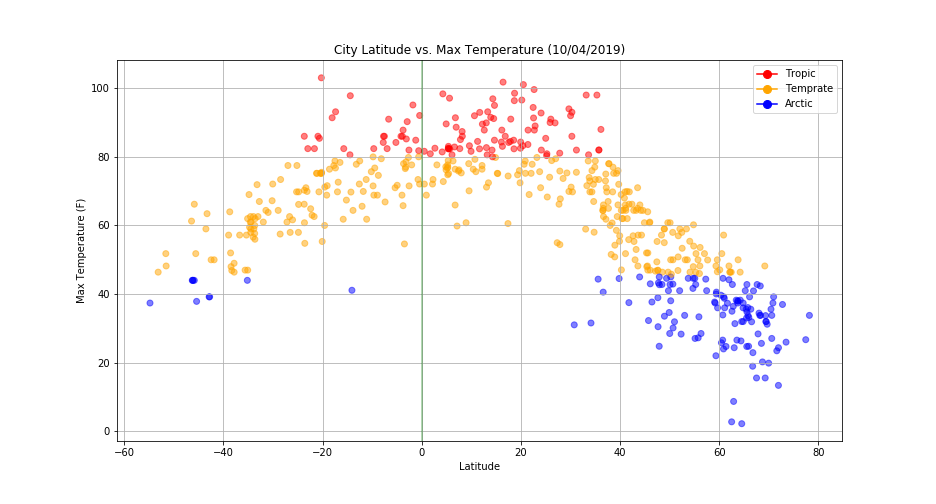 City Latitude vs. Max Temperature (10/04/2019)
Tropic
Temprate
Arctic
Max Temperature (F)
100
80
60
40
20
0
−60
−40
−20
0
20
40
60
80
Latitude